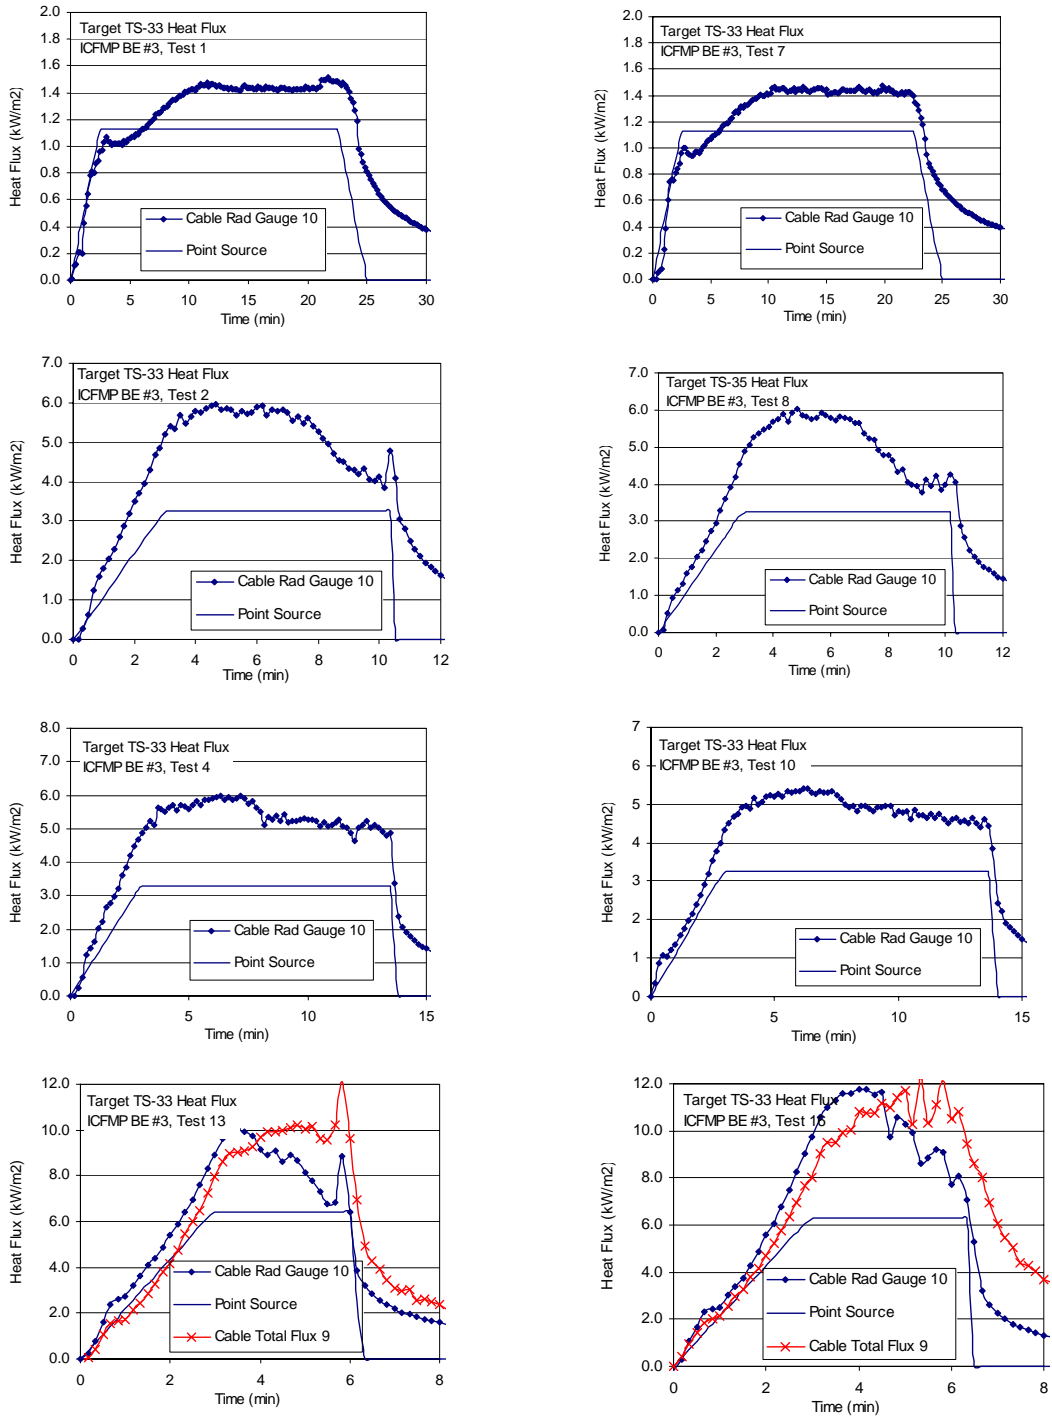 Target TS-33 Heat Flux
ICFMP BE #3, Test 1
Heat Flux (kW/m2)
2.0
1.8
1.6
1.4
1.2
1.0
0.8
0.6
0.4
0.2
0.0
Cable Rad Gauge 10
Point Source
0 5 10 15 20 25 30
Time (min)
Target TS-33 Heat Flux
ICFMP BE #3, Test 7
Heat Flux (kW/m2)
2.0
1.8
1.6
1.4
1.2
1.0
0.8
0.6
0.4
0.2
0.0
Cable Rad Gauge 10
Point Source
0 5 10 15 20 25 30
Time (min)
Target TS-33 Heat Flux
ICFMP BE #3, Test 2
Heat Flux (kW/m2)
6.0
5.0
4.0
3.0
2.0
1.0
0.0
Cable Rad Gauge 10
Point Source
0 2 4 6 8 10 12
Time (min)
Target TS-35 Heat Flux
ICFMP BE #3, Test 8
Heat Flux (kW/m2)
7.0
6.0
5.0
4.0
3.0
2.0
1.0
0.0
Cable Rad Gauge 10
Point Source
0 2 4 6 8 10 12
Time (min)
Target TS-33 Heat Flux
ICFMP BE #3, Test 4
Heat Flux (kW/m2)
8.0
7.0
6.0
5.0
4.0
3.0
2.0
1.0
0.0
Cable Rad Gauge 10
Point Source
0 5 10 15
Time (min)
Target TS-33 Heat Flux
ICFMP BE #3, Test 10
Heat Flux (kW/m2)
7
6
5
4
3
2
1
0
Cable Rad Gauge 10
Point Source
0 5 10 15
Time (min)
Target TS-33 Heat Flux
ICFMP BE #3, Test 13
Heat Flux (kW/m2)
12.0
10.0
8.0
6.0
4.0
2.0
0.0
Cable Rad Gauge 10
Point Source
Cable Total Flux 9
0 2 4 6 8
Time (min)
Target TS-33 Heat Flux
ICFMP BE #3, Test 16
Heat Flux (kW/m2)
12.0
10.0
8.0
6.0
4.0
2.0
0.0
Cable Rad Gauge 10
Point Source
Cable Total Flux 9
0 2 4 6 8
Time (min)